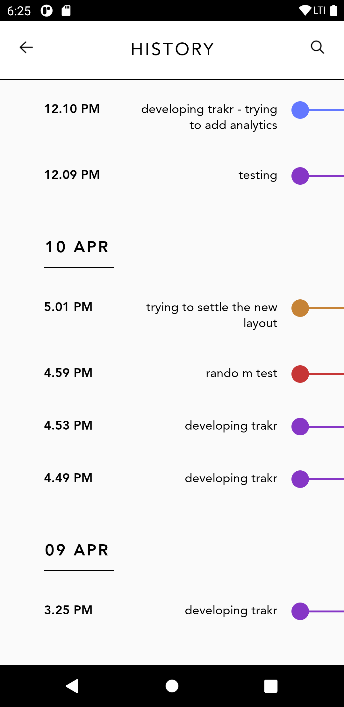 6:25
LTE
HISTORY
12.10 PM
developing trakr - trying
to add analytics
12.09 PM
testing
10 APR
5.01 PM
trying to settle the new
layout
4.59 PM
rando m test
4.53 PM
developing trakr
4.49 PM
developing trakr
09 APR
3.25 PM
developing trakr